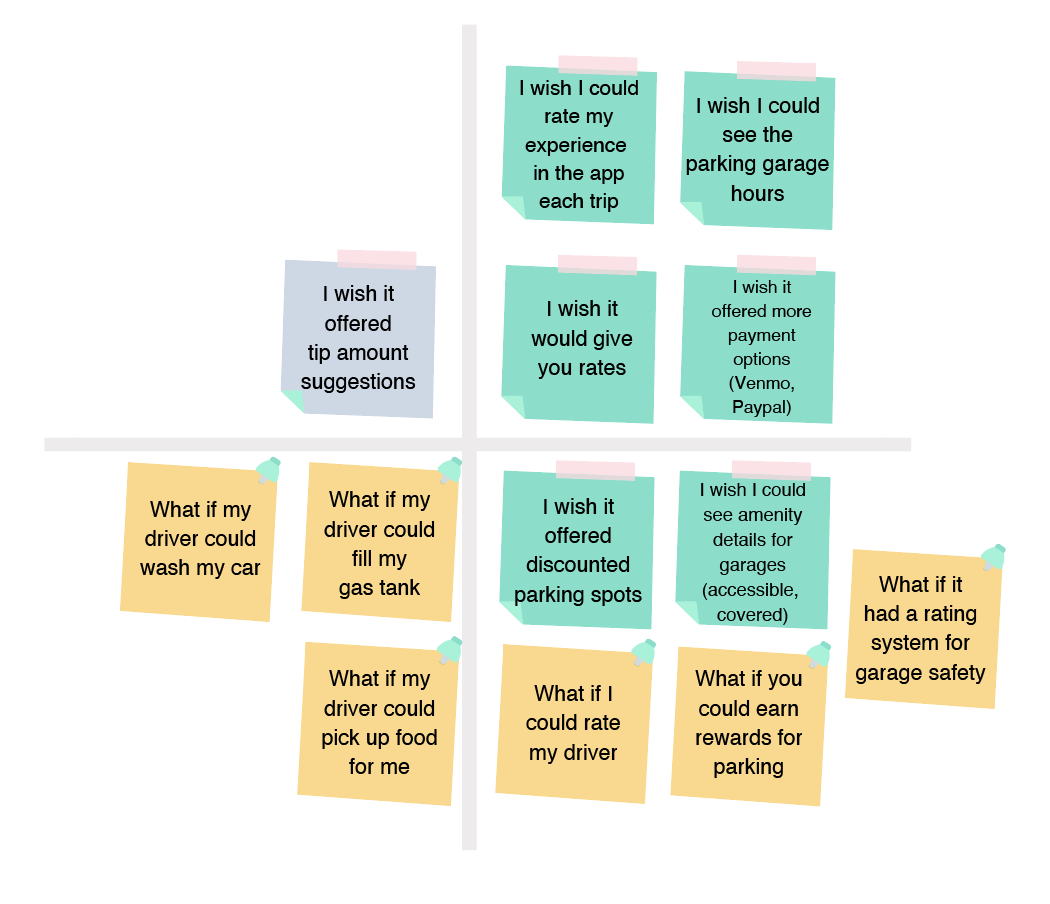 I wish I could
rate my
experience
in the app
each trip
I wish I could
see the
parking garage
hours
I wish it
offered
tip amount
suggestions
I wish it
would give
you rates
I wish it
offered more
payment
options
(Venmo,
Paypal)
What if my
driver could
wash my car
What if my
driver could
fill my
gas tank
I wish it
offered
discounted
parking spots
I wish I could
see amenity
details for
garages
(accessible,
covered)
What if it
had a rating
system for
garage safety
What if my
driver could
pick up food
for me
What if I
could rate
my driver
What if you
could earn
rewards for
parking